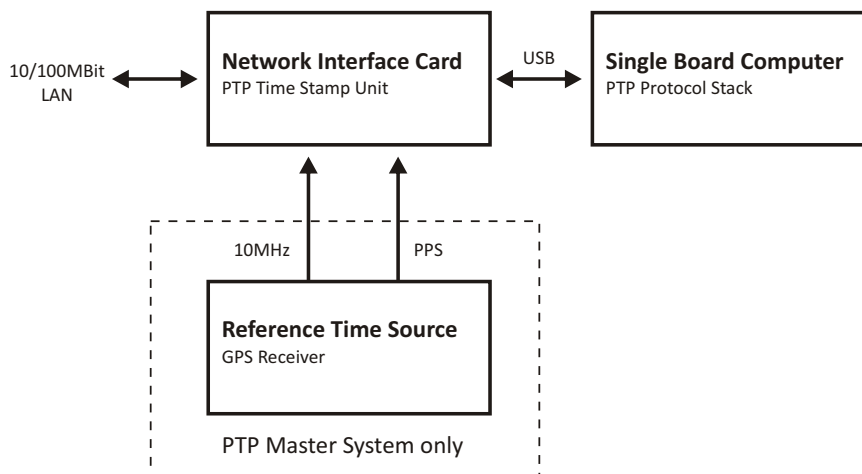 Network Interface Card
PTP Time Stamp Unit
USB
Single Board Computer
PTP Protocol Stack
10/100MBit
LAN
10MHz
PPS
Reference Time Source
GPS Receiver
PTP Master System only